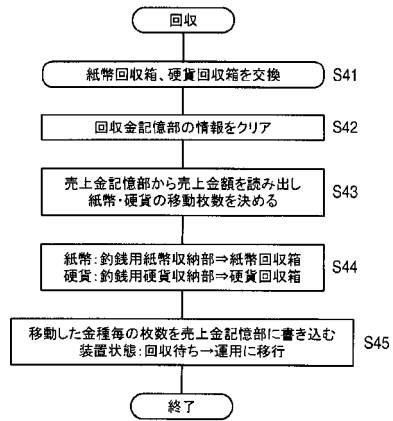 回収
紙幣回収箱、硬貨回収箱を交換 S41
回収金記憶部の情報をクリア S42
売上金記憶部から売上金額を読み出し
紙幣・硬貨の移動枚数を決める S43
紙幣:釣銭用紙幣収納部⇒紙幣回収箱
硬貨:釣銭用硬貨収納部⇒硬貨回収箱 S44
移動した金種毎の枚数を売上金記憶部に書き込む
装置状態:回収待ち→運用に移行 S45
終了